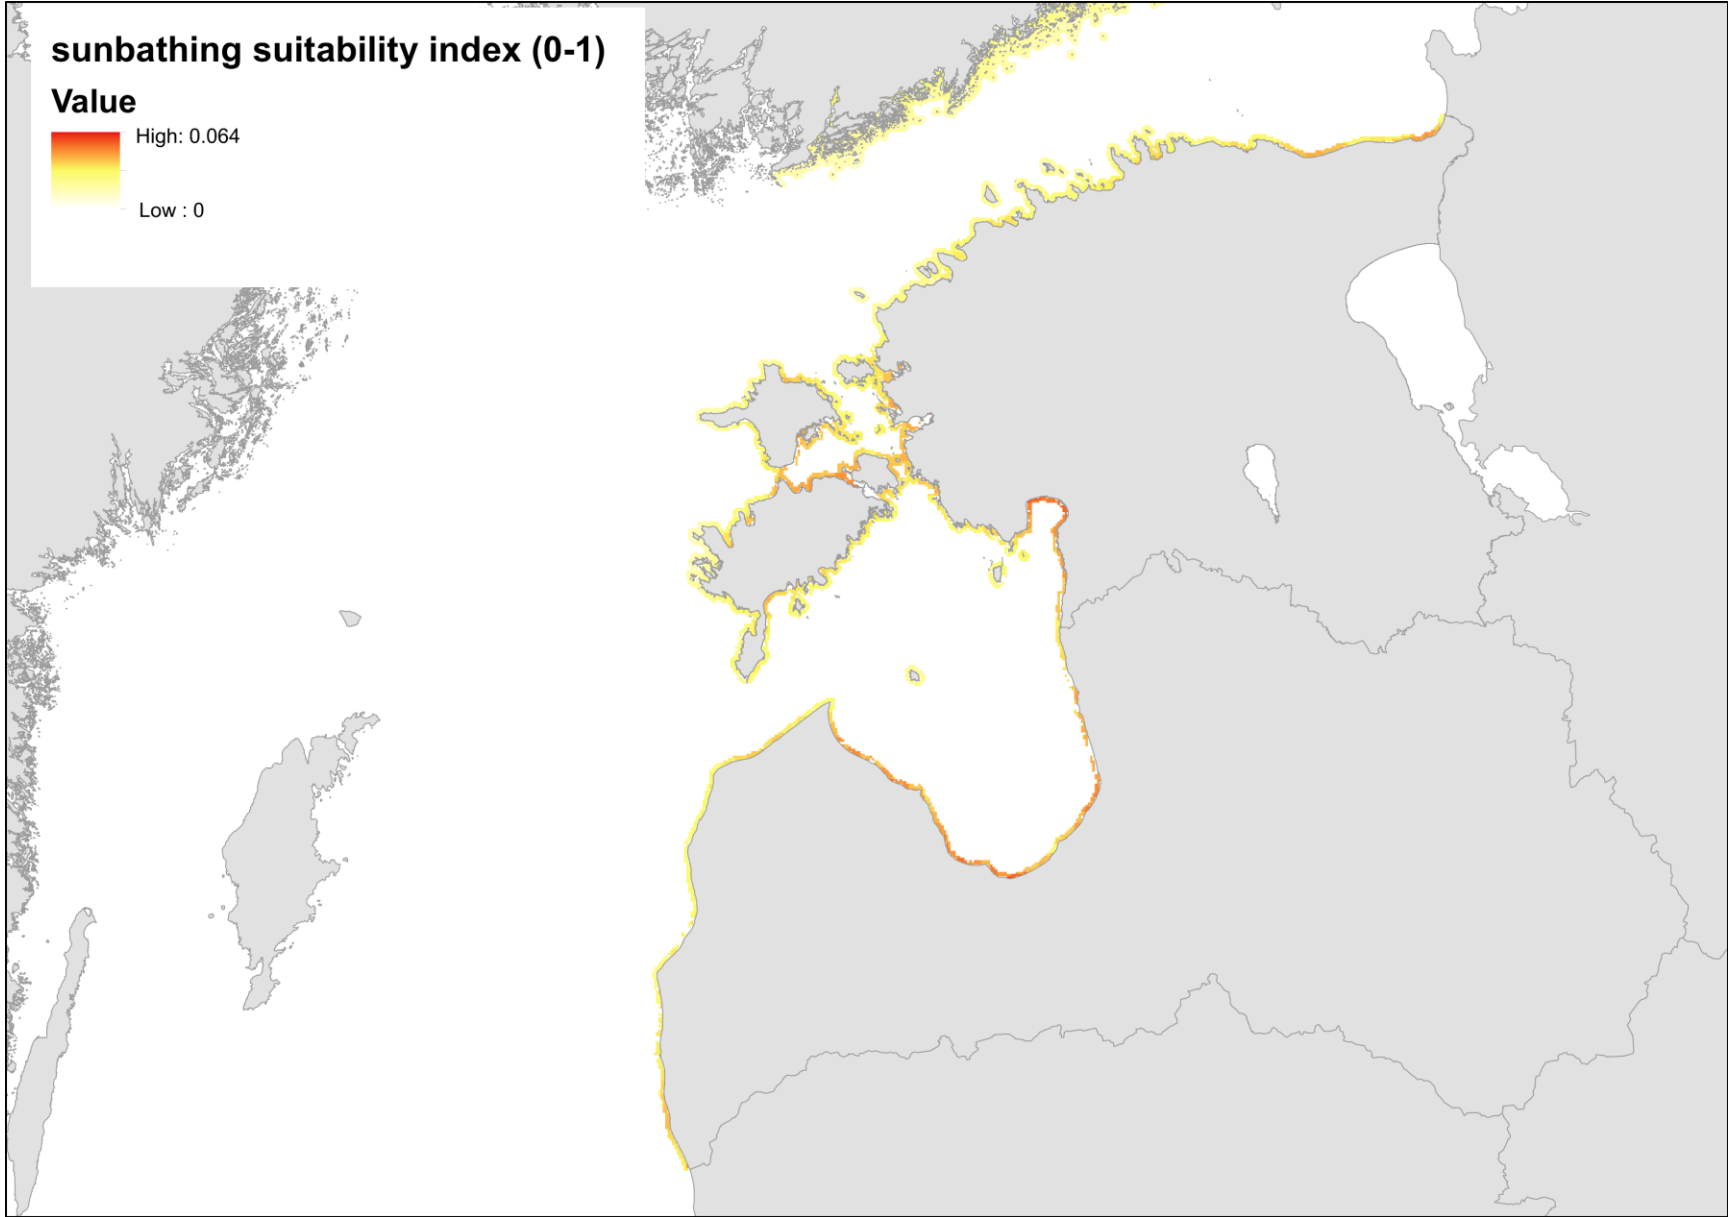 sunbathing suitability index (0-1)
Value
High: 0.064
Low : 0